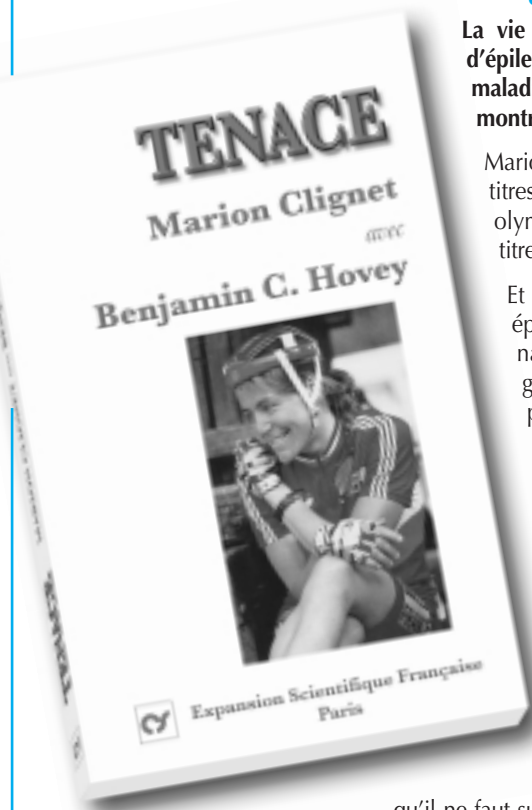 TENACE
Marion Clignet
avec
Benjamin C. Hovey
Expansion Scientifique Française
Paris
TENACE
La vie
d'épile
malad
montr
Mario
titres
olym
titre
Et
ép
na
g
p
qu'il ne faut su